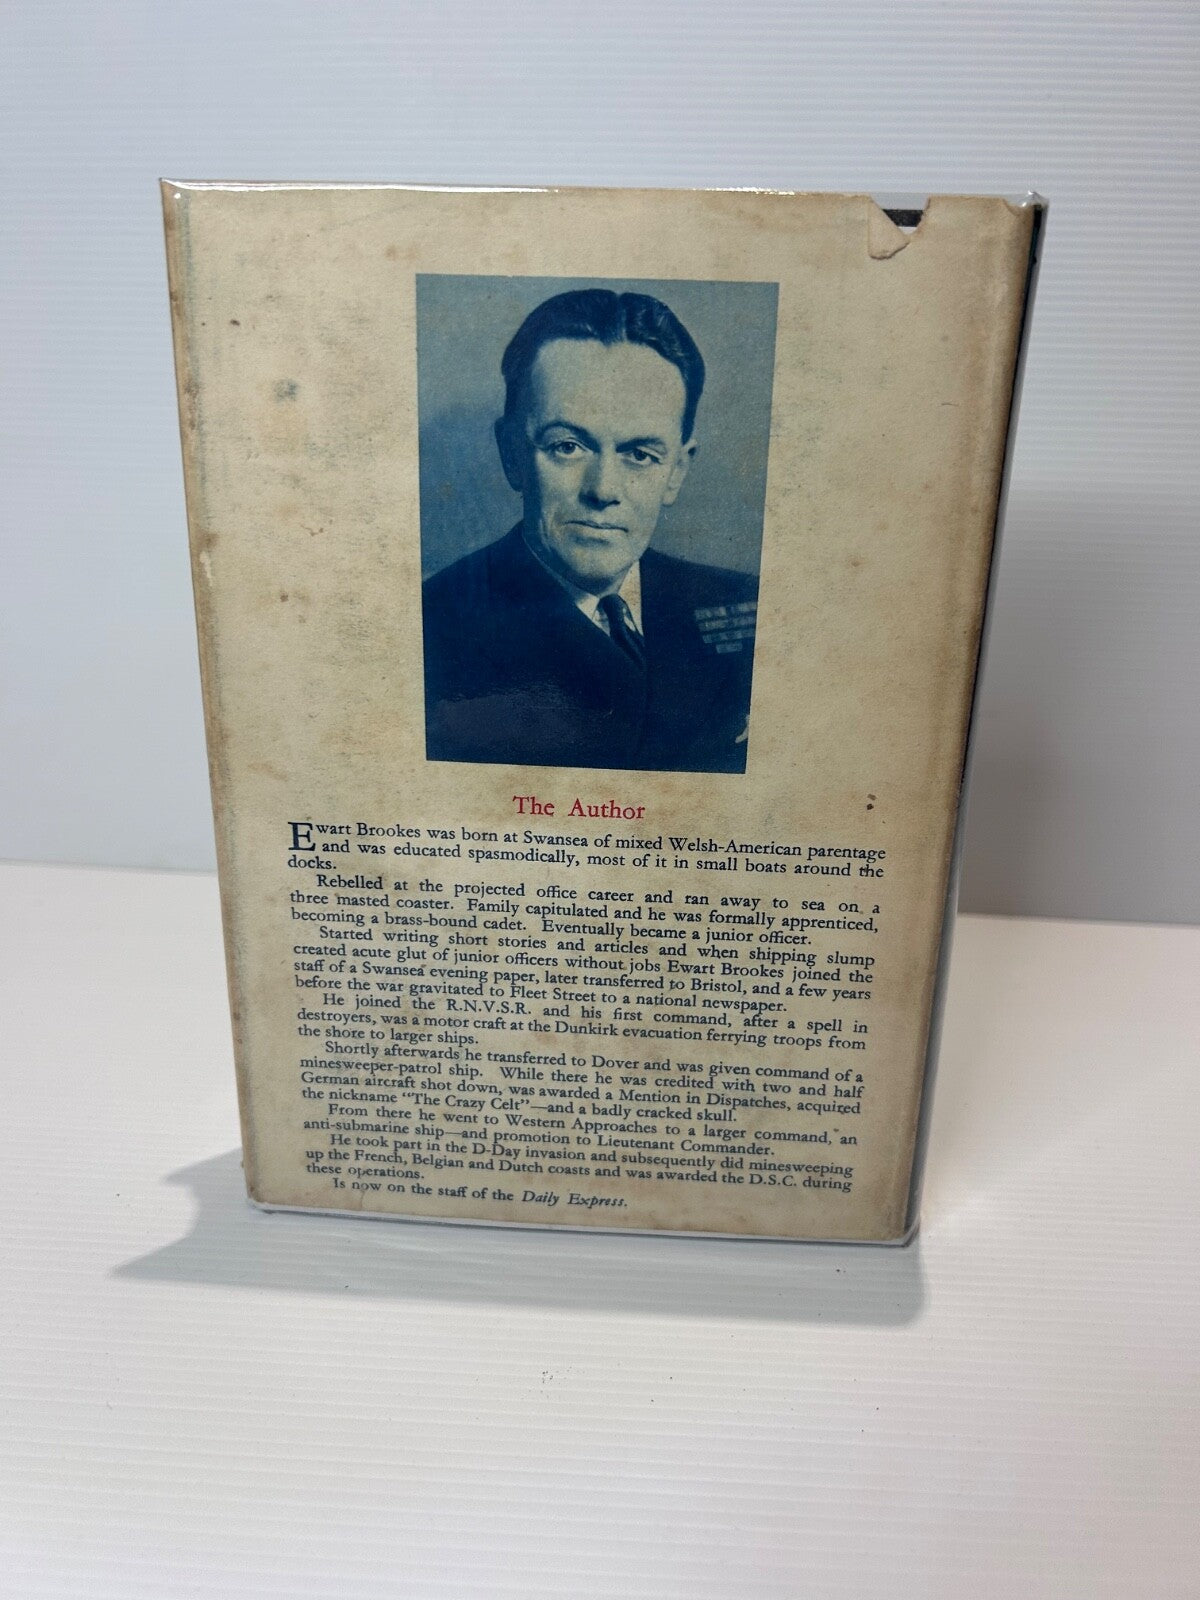 The Author
Ewart Brookes was born at Swansea of mixed Welsh-American parentage
and was educated spasmodically, most of it in small boats around the
docks.
Rebelled at the projected office career and ran away to sea on a
three masted coaster. Family capitulated and he was formally apprenticed,
becoming a brass-bound cadet. Eventually became a junior officer.
Started writing short stories and articles and when shipping slump
created acute glut of junior officers without jobs Ewart Brookes joined the
staff of a Swansea evening paper, later transferred to Bristol, and a few years
before the war gravitated to Fleet Street to a national newspaper.
He joined the R.N.V.S.R. and his first command, after a spell in
destroyers, was a motor craft at the Dunkirk evacuation ferrying troops from
the shore to larger ships.
Shortly afterwards he transferred to Dover and was given command of a
minesweeper-patrol ship. While there he was credited with two and half
German aircraft shot down, was awarded a Mention in Dispatches, acquired
the nickname "The Crazy Celt"—and a badly cracked skull.
From there he went to Western Approaches to a larger command, an
anti-submarine ship—and promotion to Lieutenant Commander.
He took part in the D-Day invasion and subsequently did minesweeping
up the French, Belgian and Dutch coasts and was awarded the D.S.C. during
these operations.
Is now on the staff of the Daily Express.